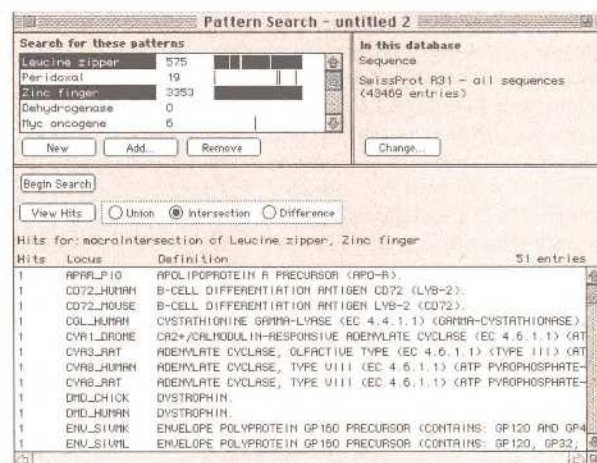 Pattern Search – untitled 2
Search for these patterns
Leucine zipper 575
Peridoxal 19
Zinc finger 3353
Dehydrogenase 0
Myc oncogene 6
New Add... Remove
In this database
Sequence
SwissProt R31 – all sequences
(43469 entries)
Change...
Begin Search
View Hits Union Intersection Difference
Hits for: macroIntersection of Leucine zipper, Zinc finger
Hits Locus Definition 51 entries
1 APAR_PIG APOLIPOPROTEIN R PRECURSOR (APO-R).
1 CD72_HUMAN B-CELL DIFFERENTIATION ANTIGEN CD72 (LYB-2).
1 CD72_MOUSE B-CELL DIFFERENTIATION ANTIGEN LYB-2 (CD72).
1 CGL_HUMAN CYSTATHIONINE GAMMA-LYASE (EC 4.4.1.1) (GAMMA-CYSTATHIONASE).
1 CYA1_DROME CA2+/CALMODULIN-RESPONSIVE ADENYLATE CYCLASE (EC 4.6.1.1) (AT
1 CYA3_RAT ADENYLATE CYCLASE, OLFACTIVE TYPE (EC 4.6.1.1) (TYPE III) (AT
1 CYA8_HUMAN ADENYLATE CYCLASE, TYPE VIII (EC 4.6.1.1) (ATP PYROPHOSPHATE-
1 CYA8_RAT ADENYLATE CYCLASE, TYPE VIII (EC 4.6.1.1) (ATP PYROPHOSPHATE-
1 DMD_CHICK DYSTROPHIN.
1 DMD_HUMAN DYSTROPHIN.
1 ENV_SIVMK ENVELOPE POLYPROTEIN GP160 PRECURSOR (CONTAINS: GP120 AND GP4
1 ENV_SIVML ENVELOPE POLYPROTEIN GP160 PRECURSOR (CONTAINS: GP120, GP32;